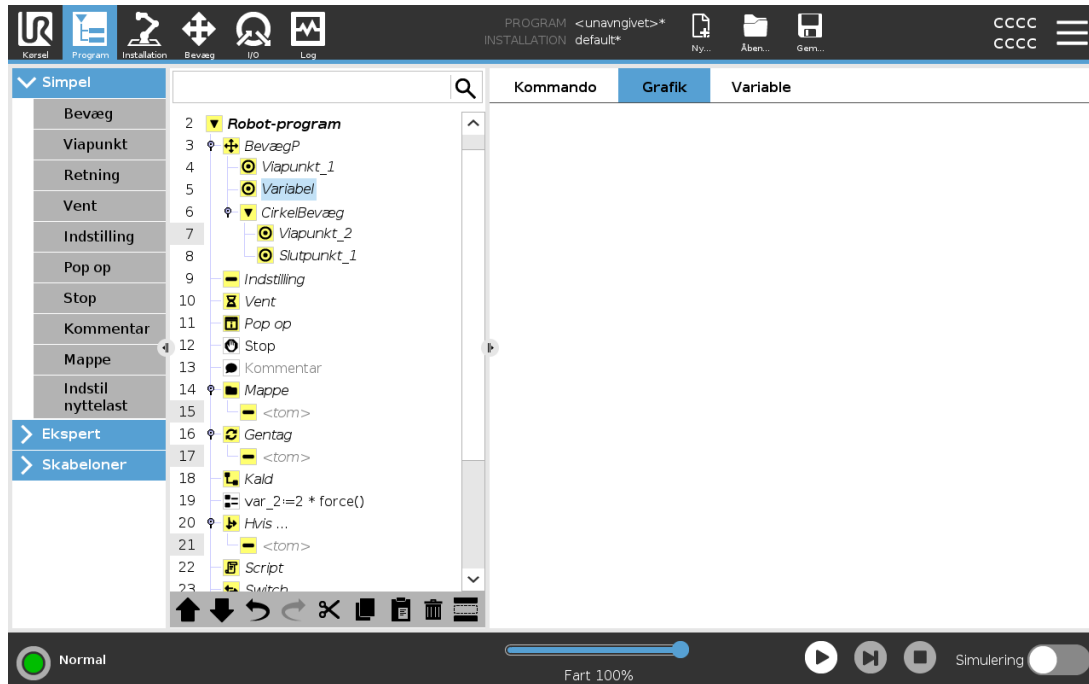 UR
Kørsel
Program
Installation
Bevæg
I/O
Log
PROGRAM <unavngivet>*
INSTALLATION default*
Ny...
Åben...
Gem...
CCCC
CCCC
Simpel
Bevæg
Viapunkt
Retning
Vent
Indstilling
Pop op
Stop
Kommentar
Mappe
Indstil
nyttelast
Ekspert
Skabeloner
2 Robot-program
3 BevægP
4 Viapunkt_1
5 Variabel
6 CirkelBevæg
7 Viapunkt_2
8 Slutpunkt_1
9 Indstilling
10 Vent
11 Pop op
12 Stop
13 Kommentar
14 Mappe
15 <tom>
16 Gentag
17 <tom>
18 Kald
19 var_2:=2 * force()
20 Hvis ...
21 <tom>
22 Script
23 Switch
Kommando
Grafik
Variable
Normal
Fart 100%
Simulering